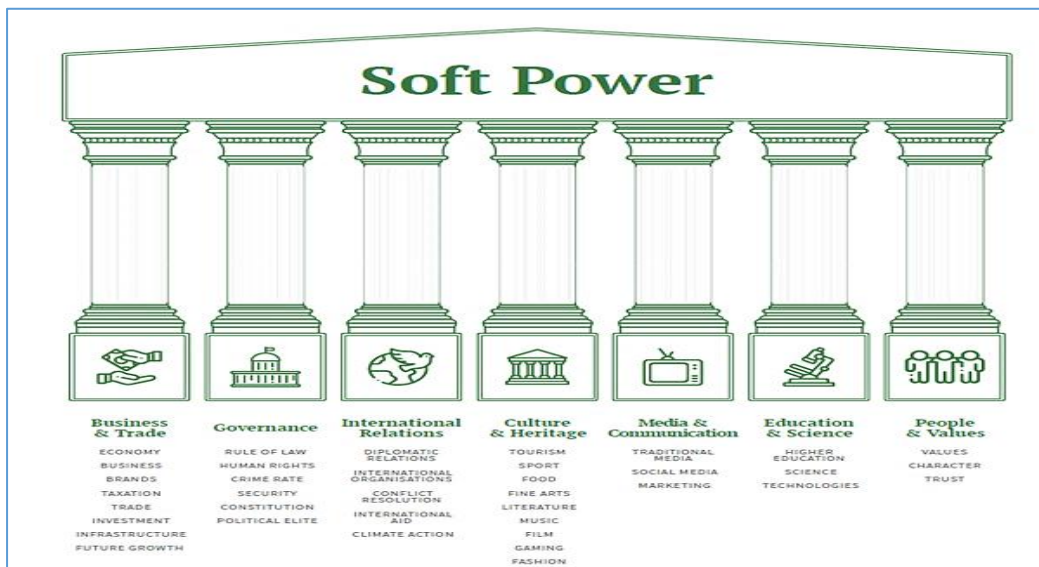 Soft Power
Business
& Trade
ECONOMY
BUSINESS
BRANDS
TAXATION
TRADE
INVESTMENT
INFRASTRUCTURE
FUTURE GROWTH
Governance
RULE OF LAW
HUMAN RIGHTS
CRIME RATE
SECURITY
CONSTITUTION
POLITICAL ELITE
International
Relations
DIPLOMATIC
RELATIONS
INTERNATIONAL
ORGANISATIONS
CONFLICT
RESOLUTION
INTERNATIONAL
AID
CLIMATE ACTION
Culture
& Heritage
TOURISM
SPORT
FOOD
FINE ARTS
LITERATURE
MUSIC
FILM
GAMING
FASHION
Media &
Communication
TRADITIONAL
MEDIA
SOCIAL MEDIA
MARKETING
Education
& Science
HIGHER
EDUCATION
SCIENCE
TECHNOLOGIES
People
& Values
VALUES
CHARACTER
TRUST